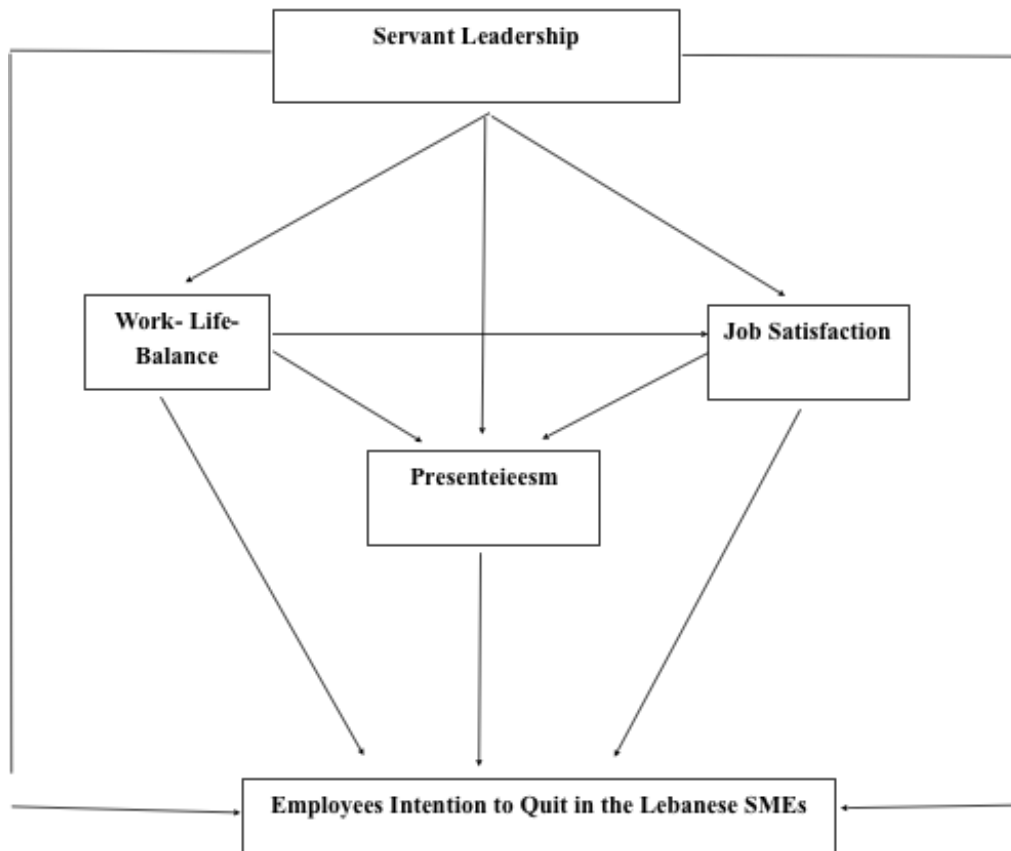 Servant Leadership
Work- Life-
Balance
Job Satisfaction
Presenteieesm
Employees Intention to Quit in the Lebanese SMEs